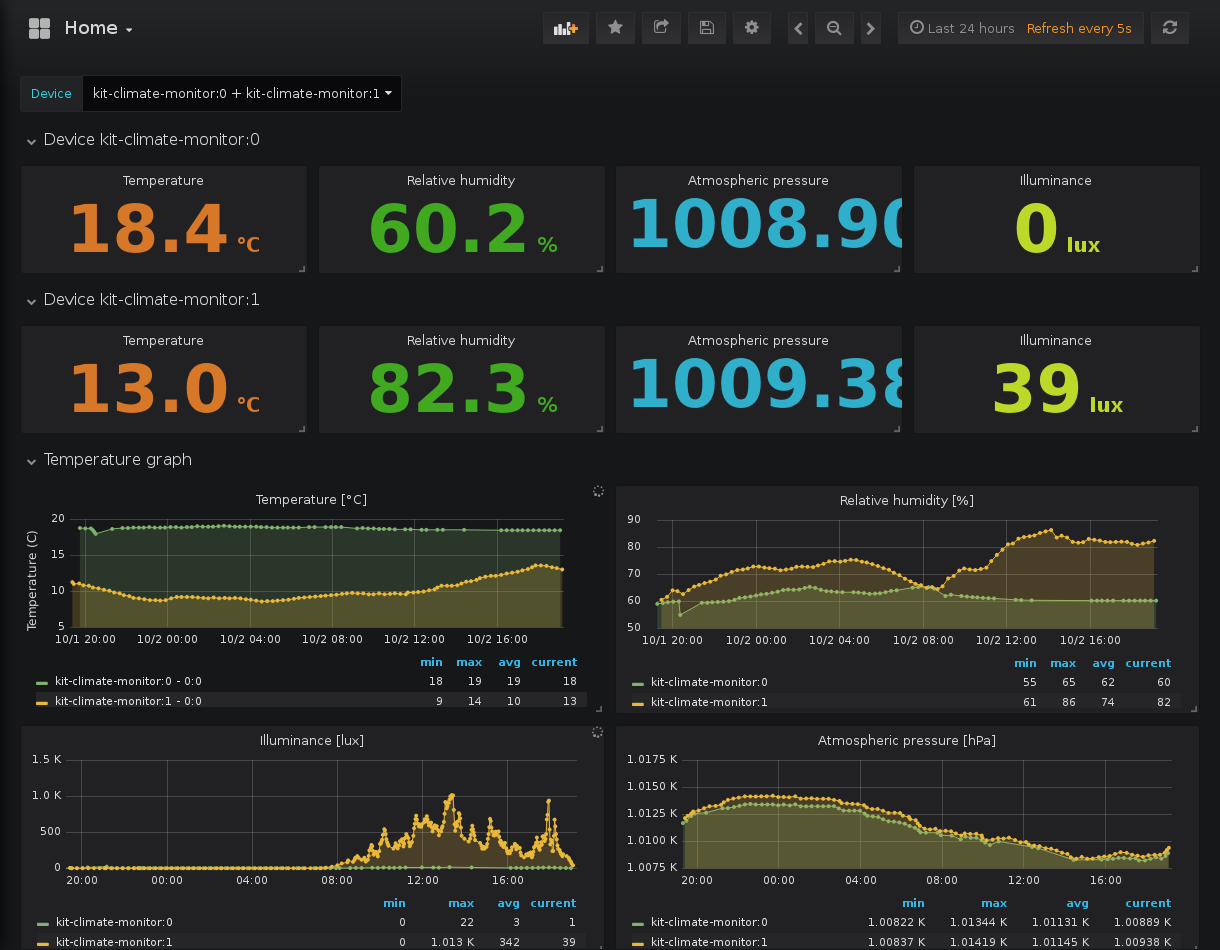 Home
Last 24 hours Refresh every 5s
Device kit-climate-monitor:0 + kit-climate-monitor:1
Device kit-climate-monitor:0
Temperature Relative humidity Atmospheric pressure Illuminance
18.4 °C 60.2 % 1008.90 0 lux
Device kit-climate-monitor:1
Temperature Relative humidity Atmospheric pressure Illuminance
13.0 °C 82.3 % 1009.38 39 lux
Temperature graph
Temperature [°C]
Temperature (C)
20
15
10
5
10/1 20:00 10/2 00:00 10/2 04:00 10/2 08:00 10/2 12:00 10/2 16:00
min max avg current
kit-climate-monitor:0 - 0:0 18 19 19 18
kit-climate-monitor:1 - 0:0 9 14 10 13
Relative humidity [%]
90
80
70
60
50
10/1 20:00 10/2 00:00 10/2 04:00 10/2 08:00 10/2 12:00 10/2 16:00
min max avg current
kit-climate-monitor:0 55 65 62 60
kit-climate-monitor:1 61 86 74 82
Illuminance [lux]
1.5 K
1.0 K
500
0
20:00 00:00 04:00 08:00 12:00 16:00
min max avg current
kit-climate-monitor:0 0 22 3 1
kit-climate-monitor:1 0 1.013 K 342 39
Atmospheric pressure [hPa]
1.0175 K
1.0150 K
1.0125 K
1.0100 K
1.0075 K
20:00 00:00 04:00 08:00 12:00 16:00
min max avg current
kit-climate-monitor:0 1.00822 K 1.01344 K 1.01131 K 1.00889 K
kit-climate-monitor:1 1.00837 K 1.01419 K 1.01145 K 1.00938 K